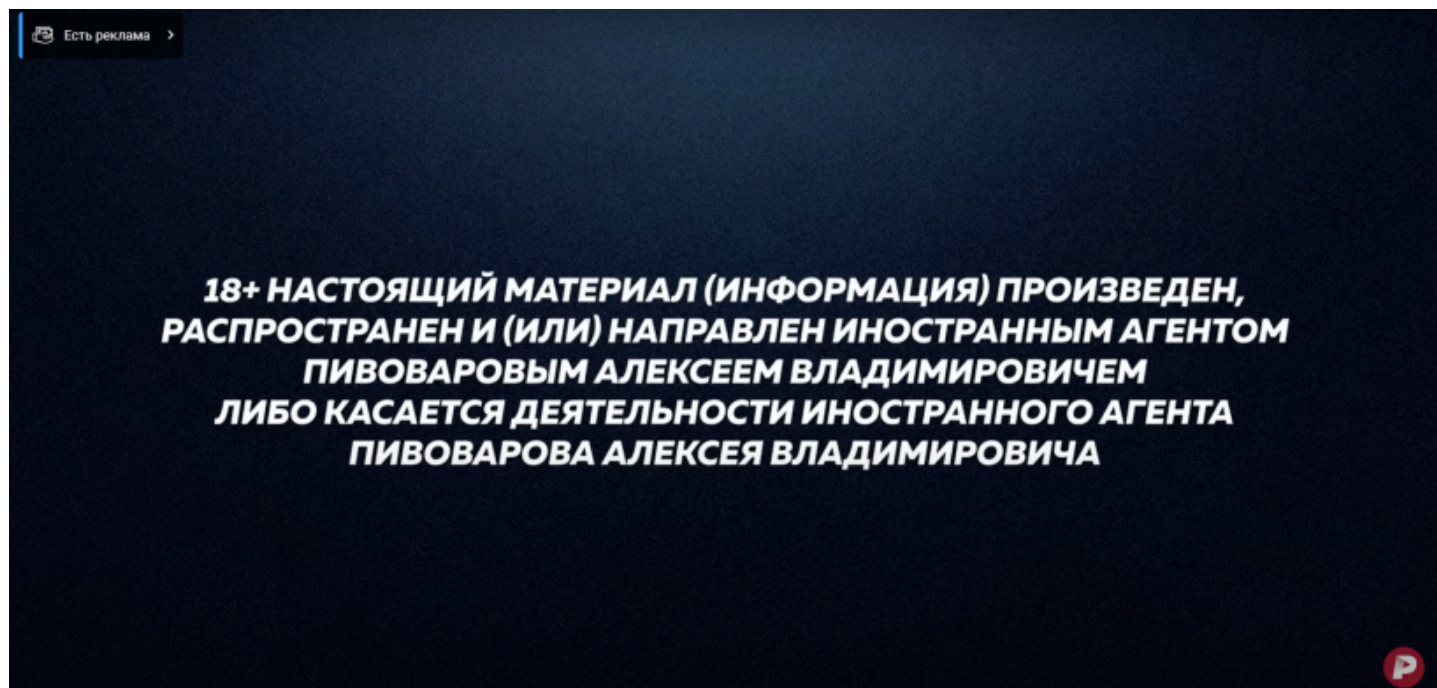 Есть реклама
18+ НАСТОЯЩИЙ МАТЕРИАЛ (ИНФОРМАЦИЯ) ПРОИЗВЕДЕН,
РАСПРОСТРАНЕН И (ИЛИ) НАПРАВЛЕН ИНОСТРАННЫМ АГЕНТОМ
ПИВОВАРОВЫМ АЛЕКСЕЕМ ВЛАДИМИРОВИЧЕМ
ЛИБО КАСАЕТСЯ ДЕЯТЕЛЬНОСТИ ИНОСТРАННОГО АГЕНТА
ПИВОВАРОВА АЛЕКСЕЯ ВЛАДИМИРОВИЧА
P